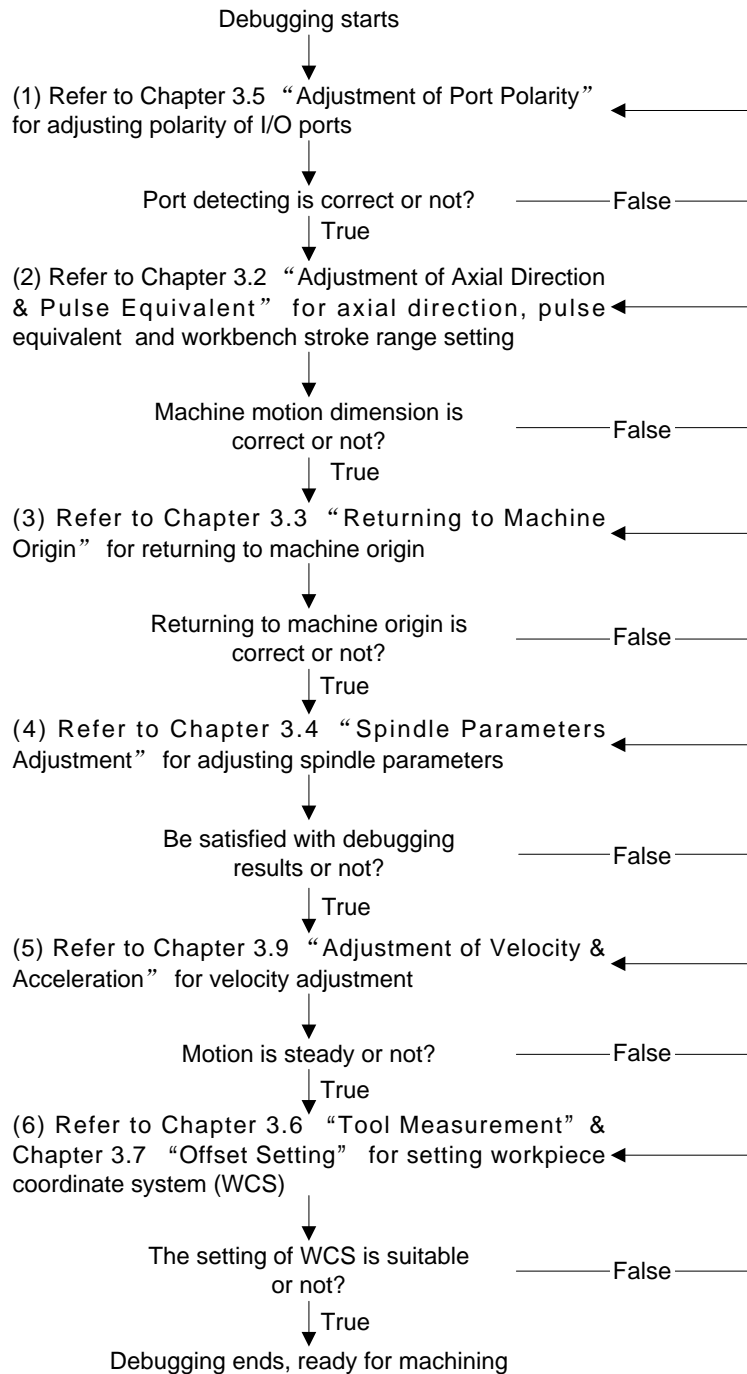 Debugging starts
(1) Refer to Chapter 3.5 “Adjustment of Port Polarity”
for adjusting polarity of I/O ports
Port detecting is correct or not?
False
True
(2) Refer to Chapter 3.2 “Adjustment of Axial Direction
& Pulse Equivalent” for axial direction, pulse
equivalent and workbench stroke range setting
Machine motion dimension is
correct or not?
False
True
(3) Refer to Chapter 3.3 “Returning to Machine
Origin” for returning to machine origin
Returning to machine origin is
correct or not?
False
True
(4) Refer to Chapter 3.4 “Spindle Parameters
Adjustment” for adjusting spindle parameters
Be satisfied with debugging
results or not?
False
True
(5) Refer to Chapter 3.9 “Adjustment of Velocity &
Acceleration” for velocity adjustment
Motion is steady or not?
False
True
(6) Refer to Chapter 3.6 “Tool Measurement” &
Chapter 3.7 “Offset Setting” for setting workpiece
coordinate system (WCS)
The setting of WCS is suitable
or not?
False
True
Debugging ends, ready for machining